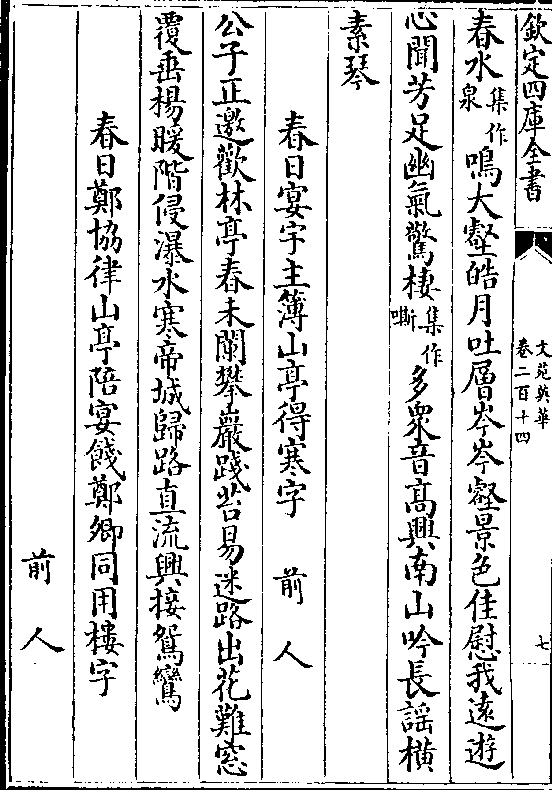 欽定四庫全書
文苑英華
卷二百十四
七
春水集作泉鳴大壑皓月吐層岑岑壑景色佳慰我遠遊
心聞芳足幽氣驚棲集作嘶多衆音高興南山吟長謡橫
素琴
春日宴宇主簿山亭得寒字　前人
公子正邀歡林亭春未闌攀巖踐苔易迷路出花難窓
覆垂楊暖階侵瀑水寒帝城歸路直流興接鴛鸞
春日鄭協律山亭陪宴餞鄭卿同用樓字
前人